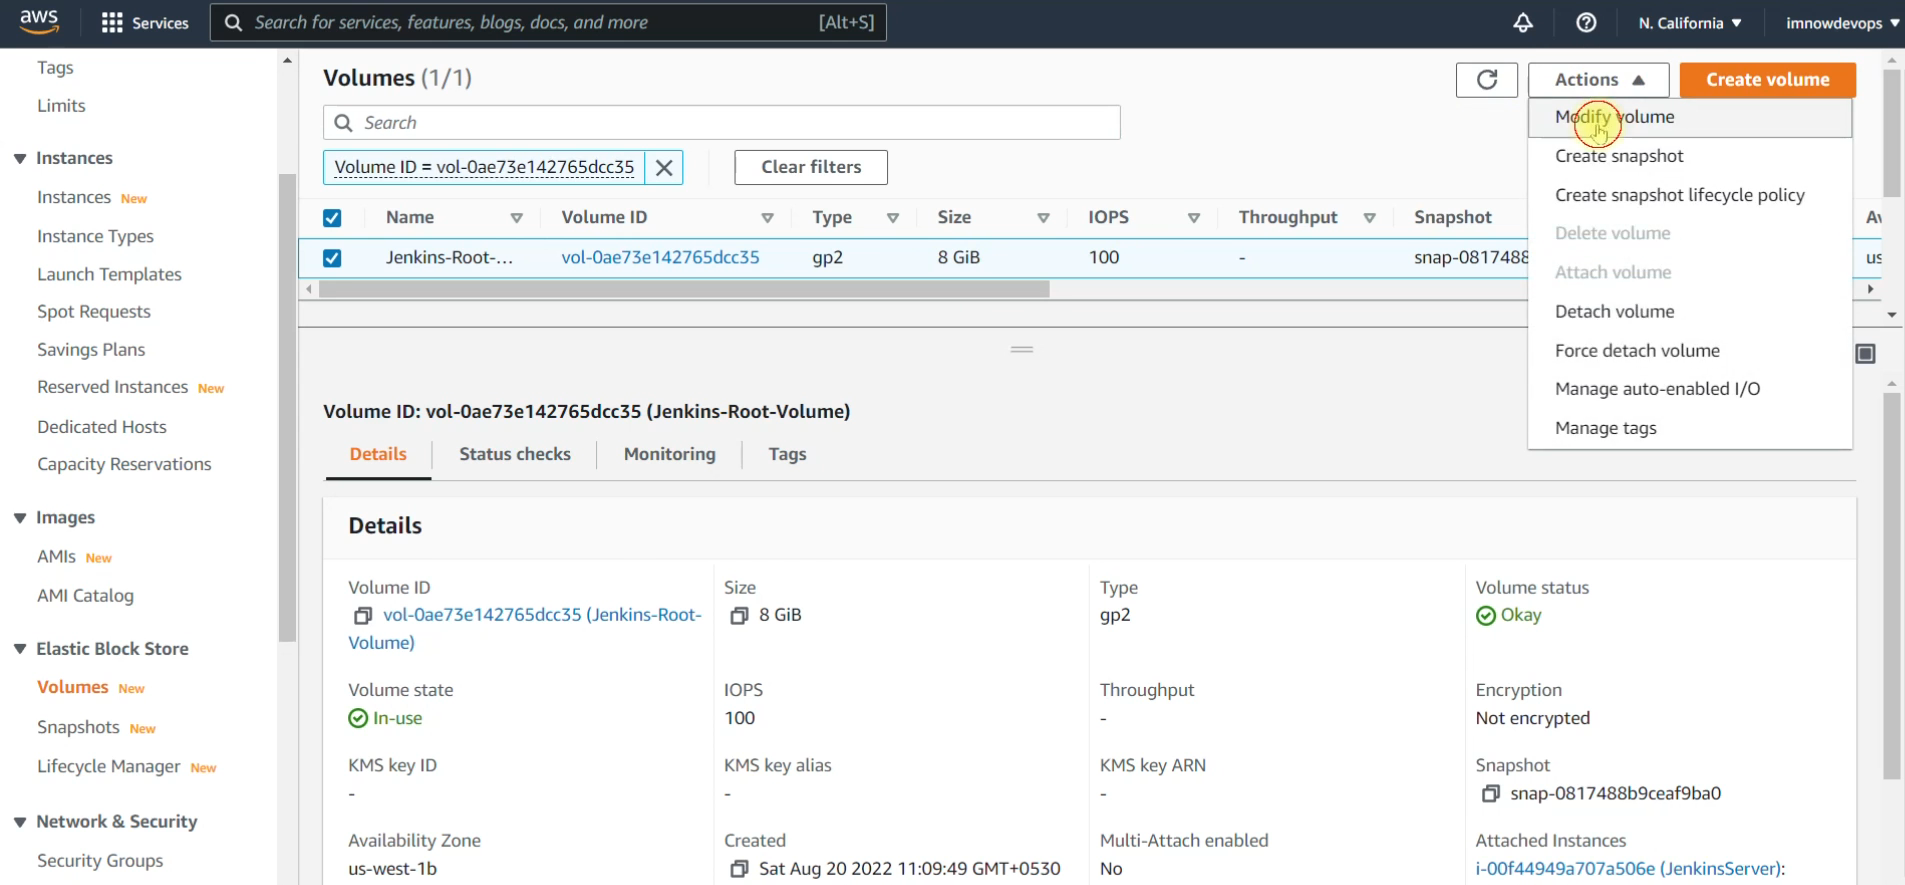 aws
Services
Search for services, features, blogs, docs, and more
[Alt+S]
N. California
imnowdevops
Tags
Limits
Instances
Instances New
Instance Types
Launch Templates
Spot Requests
Savings Plans
Reserved Instances New
Dedicated Hosts
Capacity Reservations
Images
AMIs New
AMI Catalog
Elastic Block Store
Volumes New
Snapshots New
Lifecycle Manager New
Network & Security
Security Groups
Volumes (1/1)
Actions
Create volume
Search
Volume ID = vol-0ae73e142765dcc35
Clear filters
Modify volume
Create snapshot
Create snapshot lifecycle policy
Delete volume
Attach volume
Detach volume
Force detach volume
Manage auto-enabled I/O
Manage tags
Name Volume ID Type Size IOPS Throughput Snapshot Av
Jenkins-Root-... vol-0ae73e142765dcc35 gp2 8 GiB 100 - snap-0817488 us
Volume ID: vol-0ae73e142765dcc35 (Jenkins-Root-Volume)
Details Status checks Monitoring Tags
Details
Volume ID
vol-0ae73e142765dcc35 (Jenkins-Root-
Volume)
Size
8 GiB
Type
gp2
Volume status
Okay
Volume state
In-use
IOPS
100
Throughput
-
Encryption
Not encrypted
KMS key ID
-
KMS key alias
-
KMS key ARN
-
Snapshot
snap-0817488b9ceaf9ba0
Availability Zone
us-west-1b
Created
Sat Aug 20 2022 11:09:49 GMT+0530
Multi-Attach enabled
No
Attached Instances
i-00f44949a707a506e (JenkinsServer):